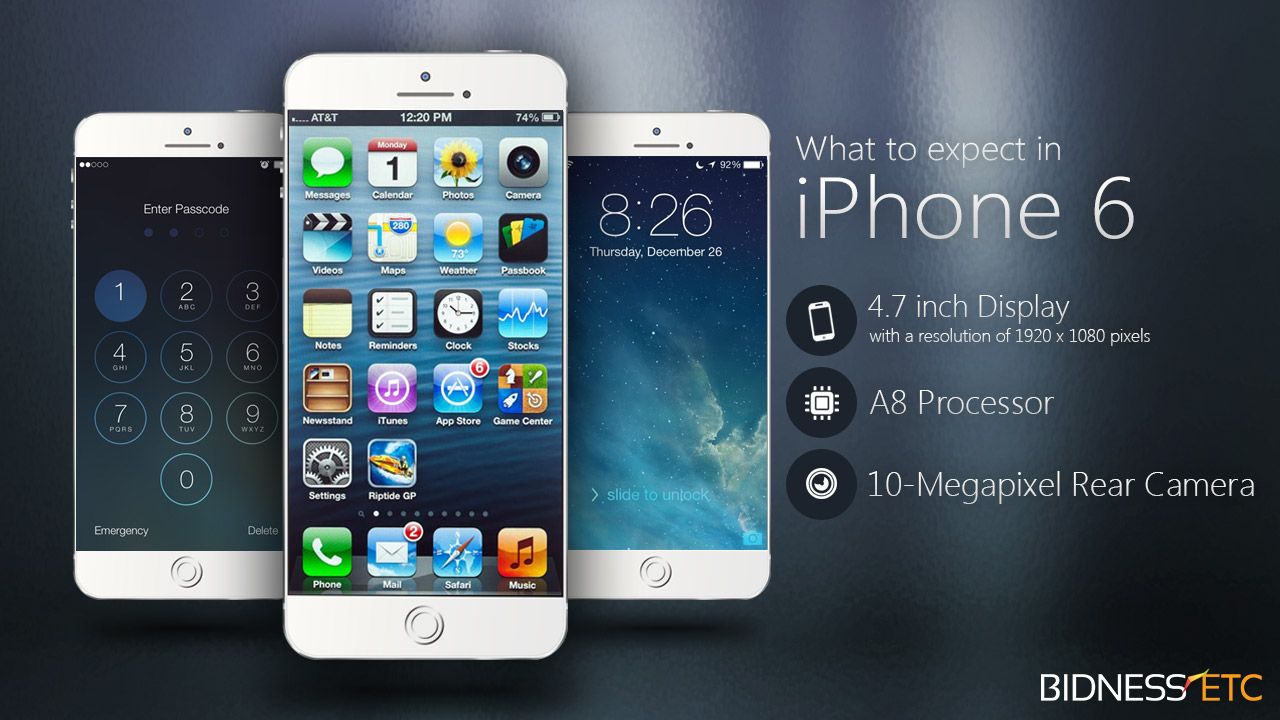 Enter Passcode
1
2
ABC
3
DEF
4
GHI
5
JKL
6
MNO
7
PQRS
8
TUV
9
WXYZ
0
Emergency
Delete
AT&T
12:20 PM
74%
Messages
Monday
1
Calendar
Photos
Camera
Videos
280
Maps
73°
Weather
Passbook
Notes
Reminders
Clock
Stocks
Newsstand
iTunes
6
App Store
Game Center
Settings
Riptide GP
Phone
2
Mail
Safari
Music
92%
8:26
Thursday, December 26
> slide to unlock
What to expect in
iPhone 6
4.7 inch Display
with a resolution of 1920 x 1080 pixels
A8 Processor
10-Megapixel Rear Camera
BIDNESS ETC